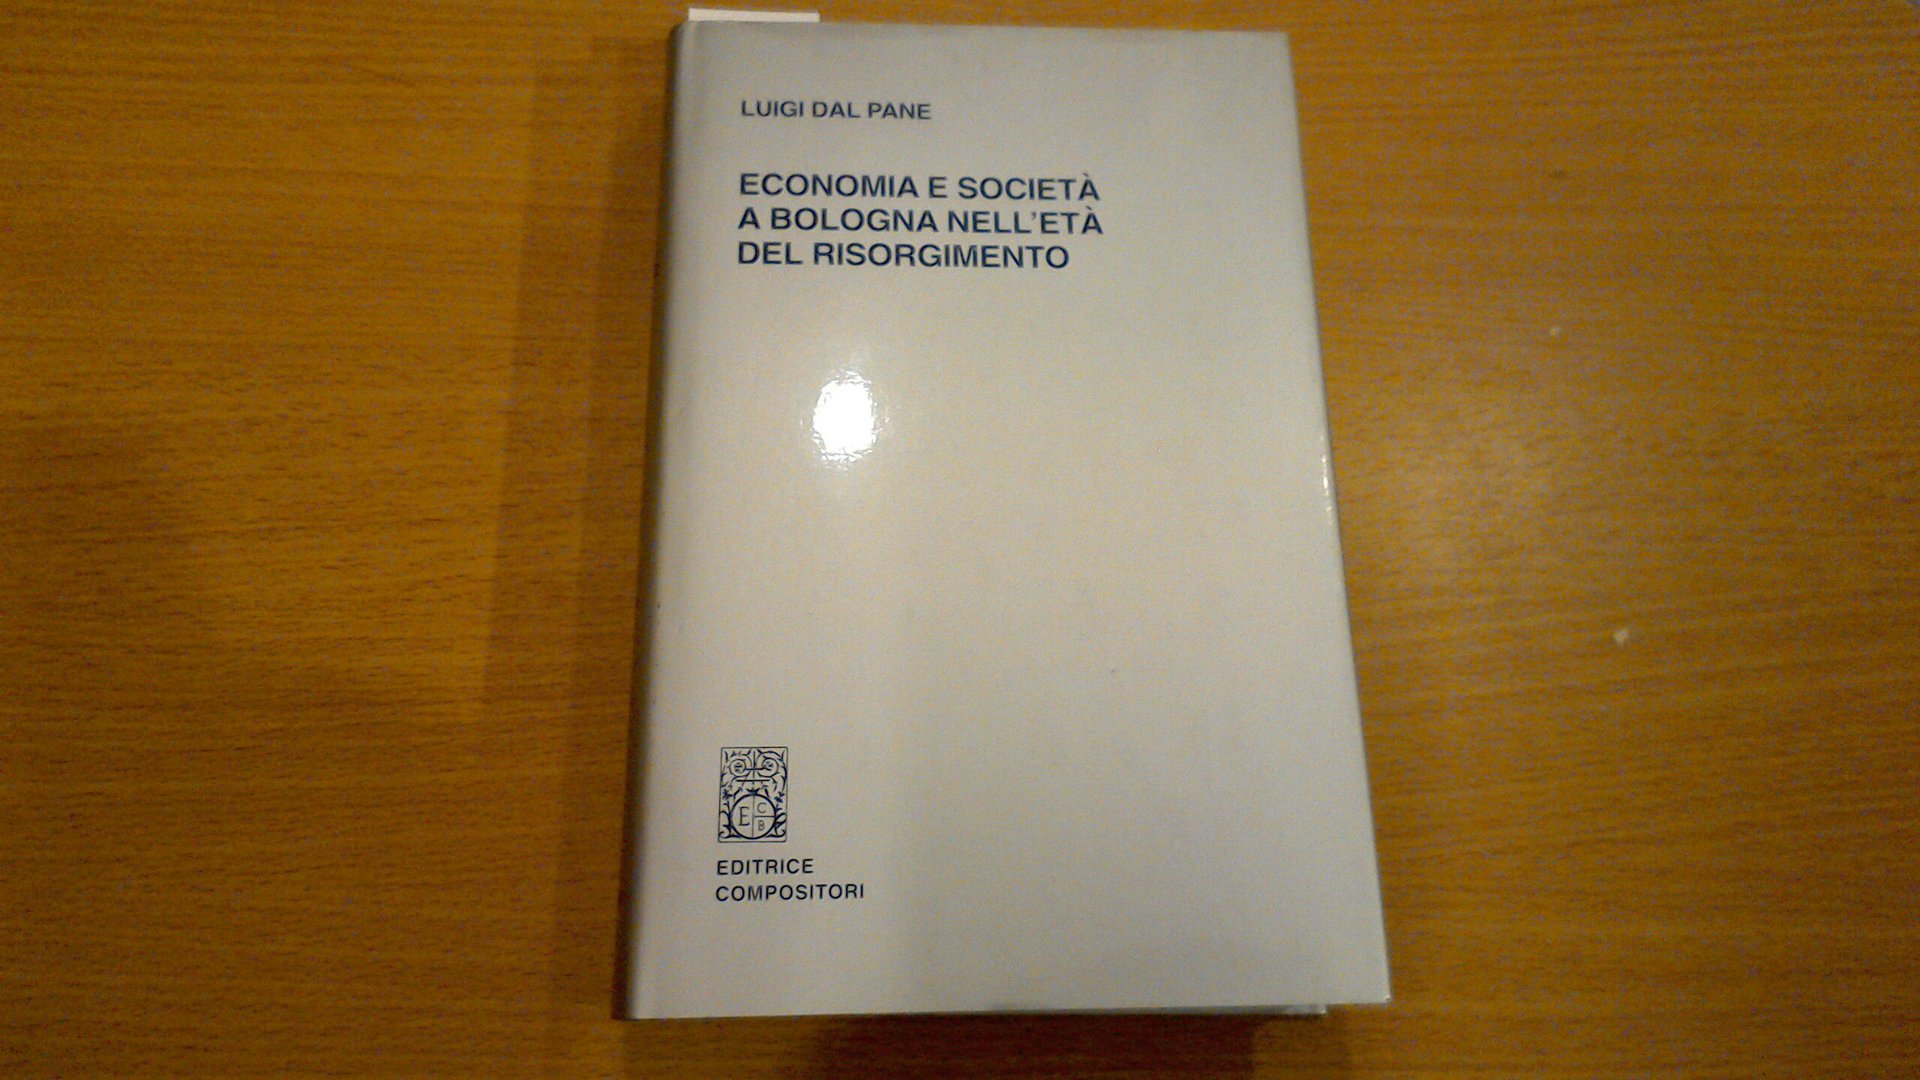 LUIGI DAL PANE
ECONOMIA E SOCIETÀ
A BOLOGNA NELL'ETÀ
DEL RISORGIMENTO
E C B
EDITRICE
COMPOSITORI